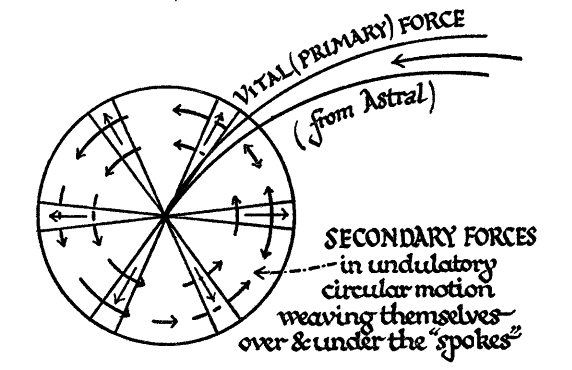 VITAL (PRIMARY) FORCE
(from Astral)
SECONDARY FORCES
in undulatory
circular motion
weaving themselves
over & under the "spokes"